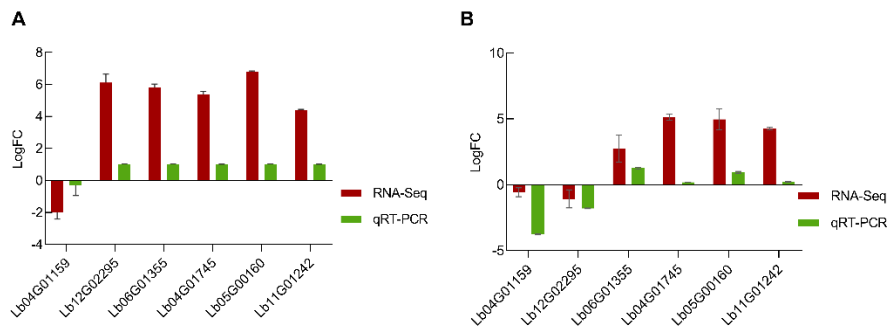 A
8
6
4
2
0
-2
-4
LogFC
RNA-Seq
qRT-PCR
Lb04G01159
Lb12G02295
Lb06G01355
Lb04G01745
Lb05G00160
Lb11G01242
B
10
5
0
-5
LogFC
RNA-Seq
qRT-PCR
Lb04G01159
Lb12G02295
Lb06G01355
Lb04G01745
Lb05G00160
Lb11G01242